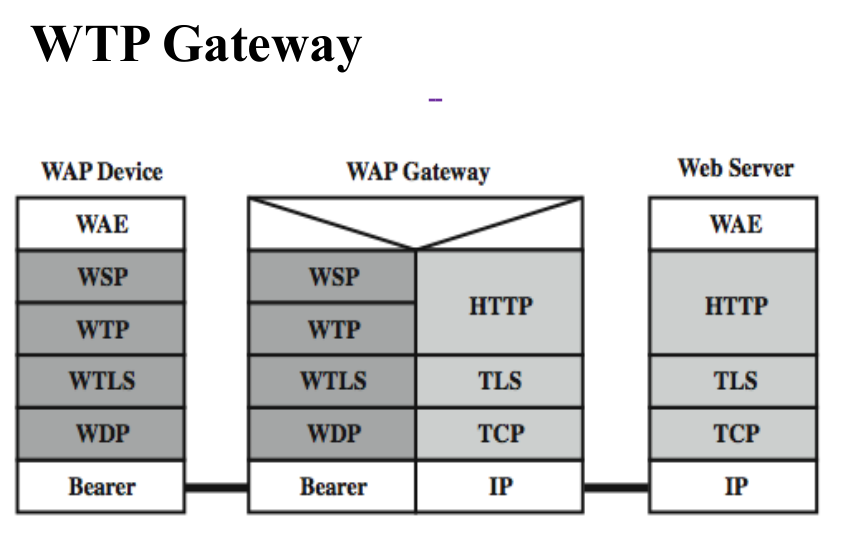 WTP Gateway
WAP Device
WAP Gateway
Web Server
WAE
WAE
WSP
WSP
HTTP
HTTP
WTP
WTP
WTLS
WTLS
TLS
TLS
WDP
WDP
TCP
TCP
Bearer
Bearer
IP
IP